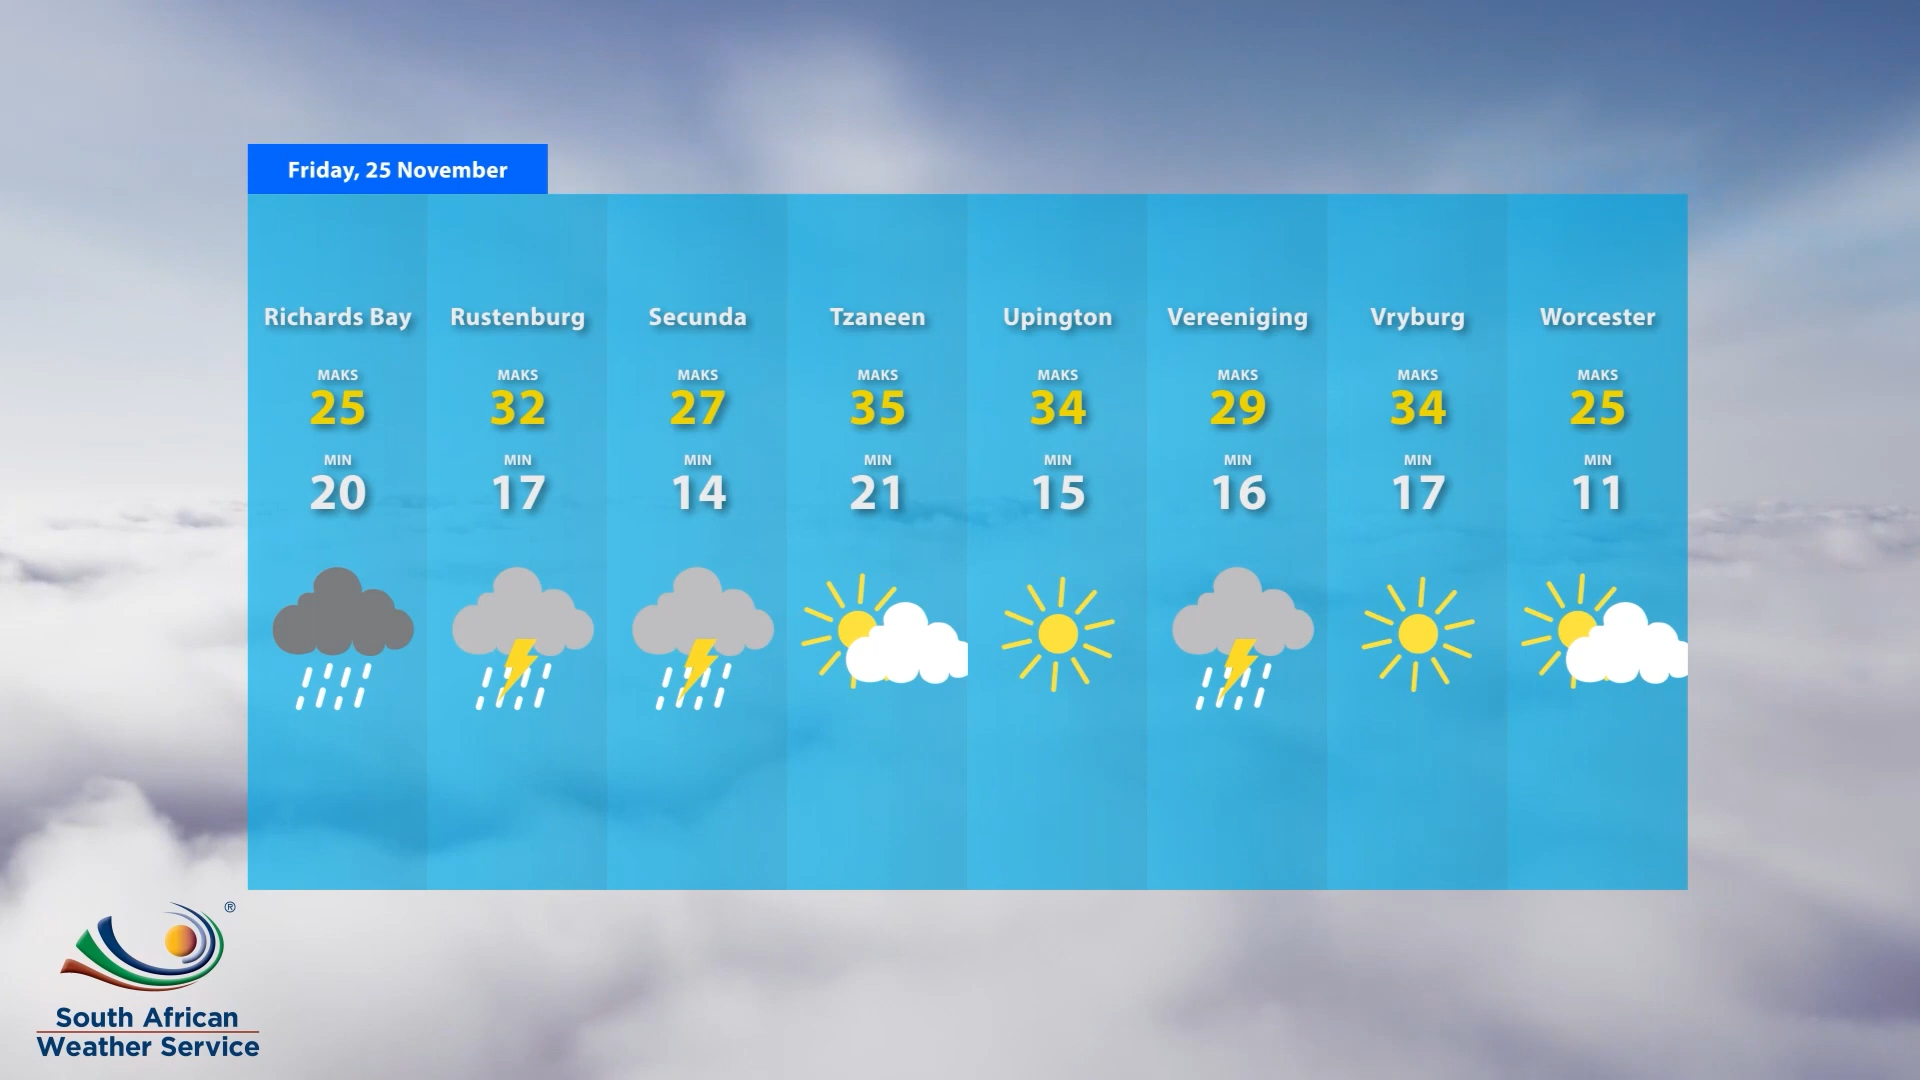 Friday, 25 November
Richards Bay
MAKS
25
MIN
20
Rustenburg
MAKS
32
MIN
17
Secunda
MAKS
27
MIN
14
Tzaneen
MAKS
35
MIN
21
Upington
MAKS
34
MIN
15
Vereeniging
MAKS
29
MIN
16
Vryburg
MAKS
34
MIN
17
Worcester
MAKS
25
MIN
11
®
South African
Weather Service